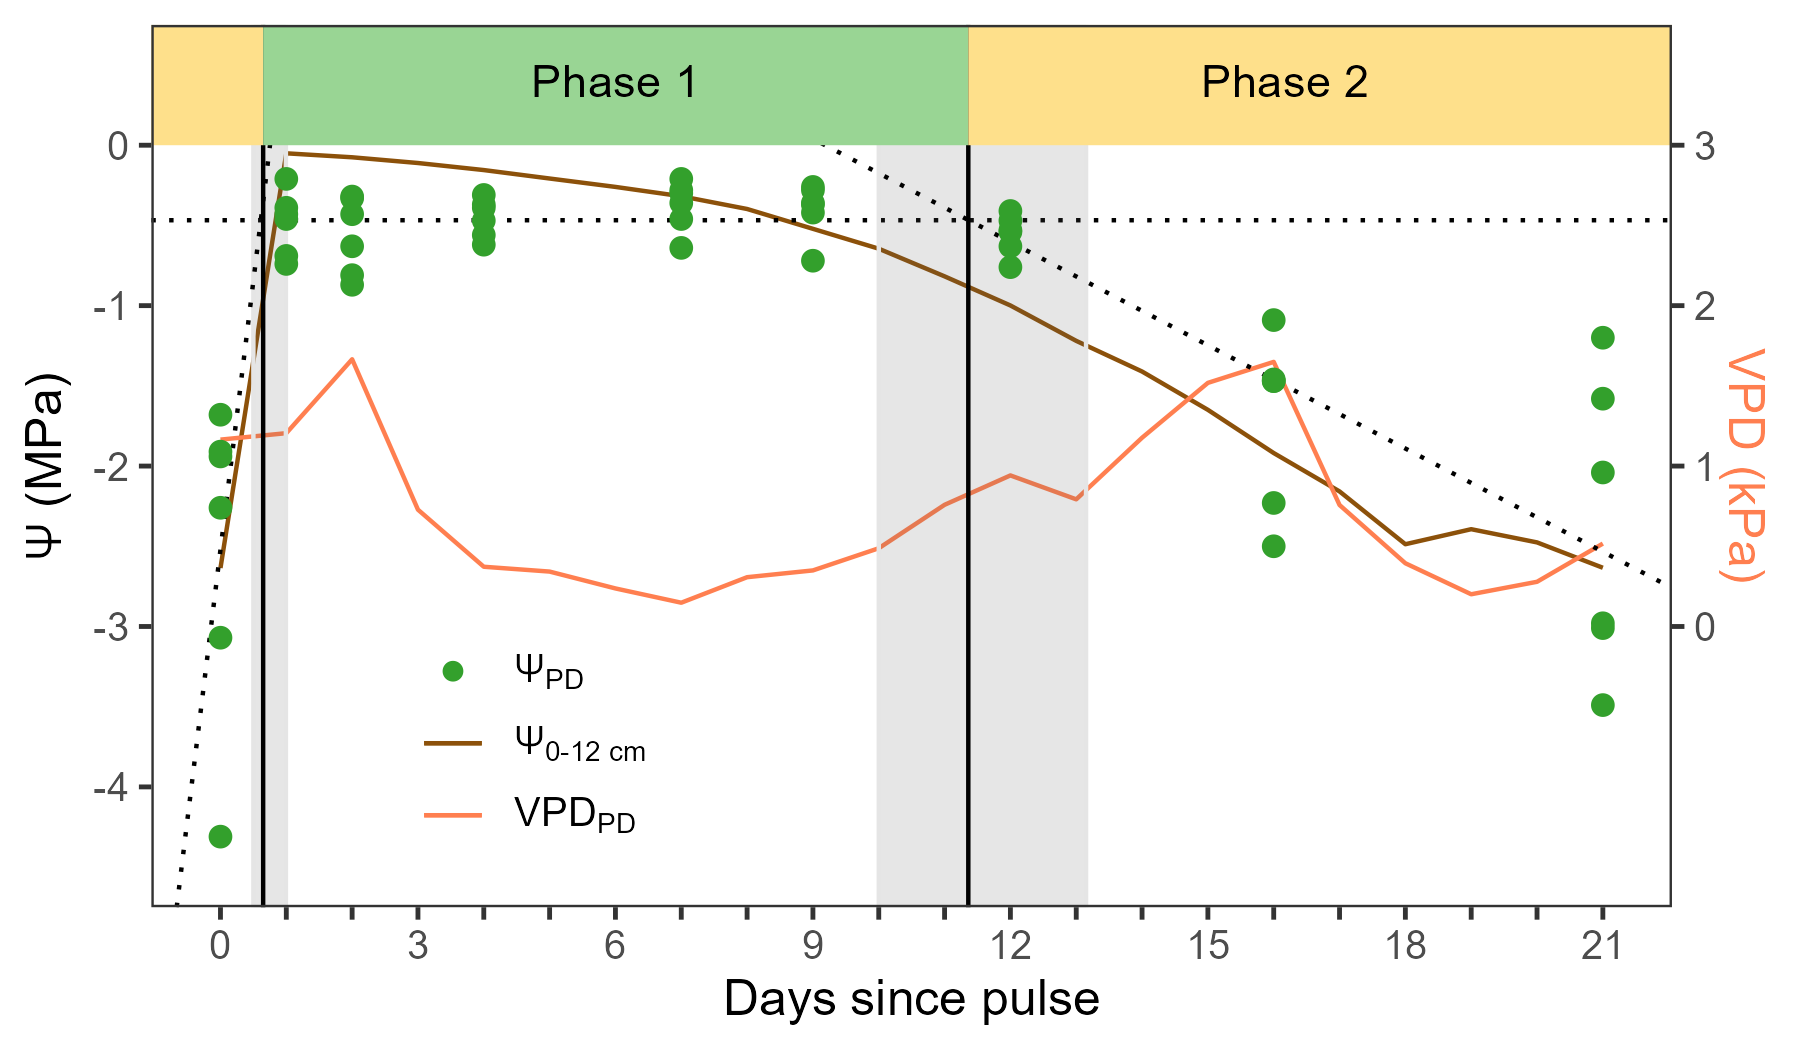 Phase 1
Phase 2
0
-1
-2
-3
-4
Ψ (MPa)
3
2
1
0
VPD (kPa)
ΨPD
Ψ0-12 cm
VPDPD
0
3
6
9
12
15
18
21
Days since pulse